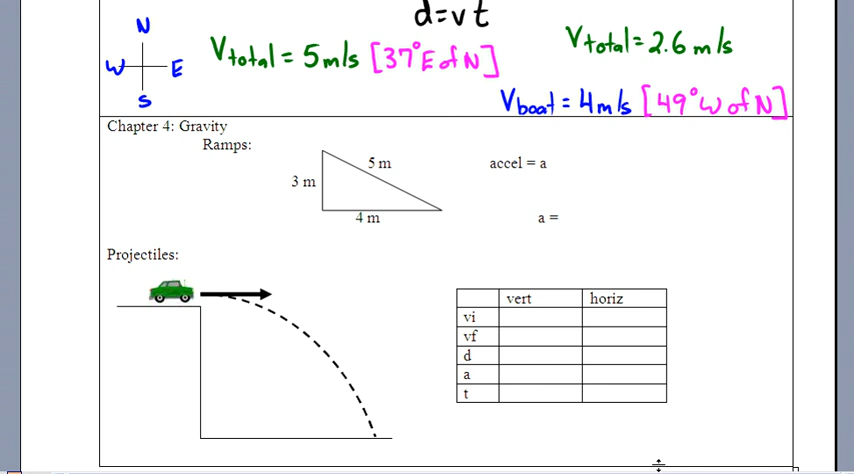 d=vt
N
W E
S
Vtotal = 5m/s [37° E of N]
Vtotal = 2.6 m/s
Vboat = 4m/s [49° W of N]
Chapter 4: Gravity
Ramps:
5 m
3 m
4 m
accel = a
a =
Projectiles:
vert horiz
vi
vf
d
a
t